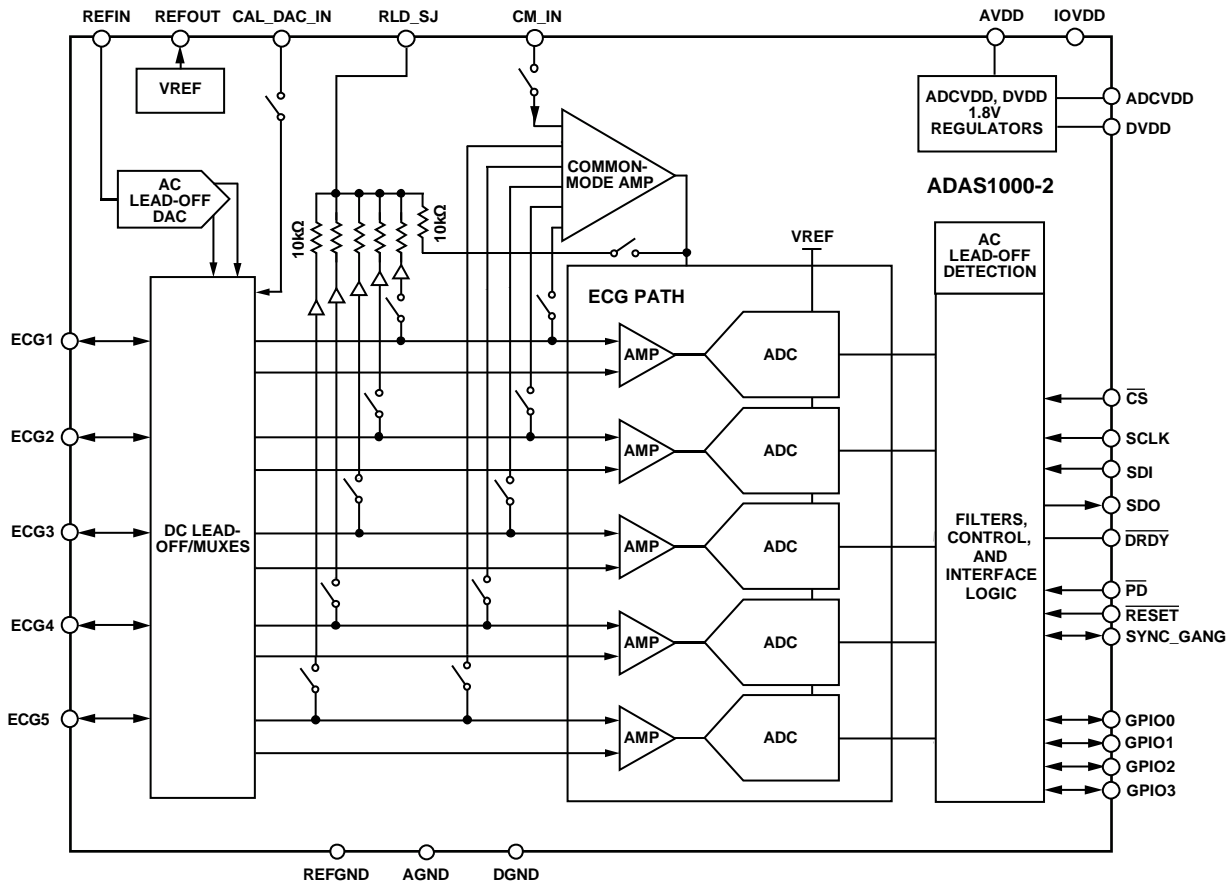 REFIN
REFOUT
CAL_DAC_IN
RLD_SJ
CM_IN
AVDD
IOVDD
VREF
ADCVDD, DVDD
1.8V
REGULATORS
ADCVDD
DVDD
AC
LEAD-OFF
DAC
COMMON-
MODE AMP
ADAS1000-2
10kΩ
10kΩ
VREF
AC
LEAD-OFF
DETECTION
ECG PATH
ECG1
AMP
ADC
CS
ECG2
AMP
ADC
SCLK
SDI
SDO
ECG3
DC LEAD-
OFF/MUXES
AMP
ADC
FILTERS,
CONTROL,
AND
INTERFACE
LOGIC
DRDY
PD
RESET
SYNC_GANG
ECG4
AMP
ADC
ECG5
AMP
ADC
GPIO0
GPIO1
GPIO2
GPIO3
REFGND
AGND
DGND